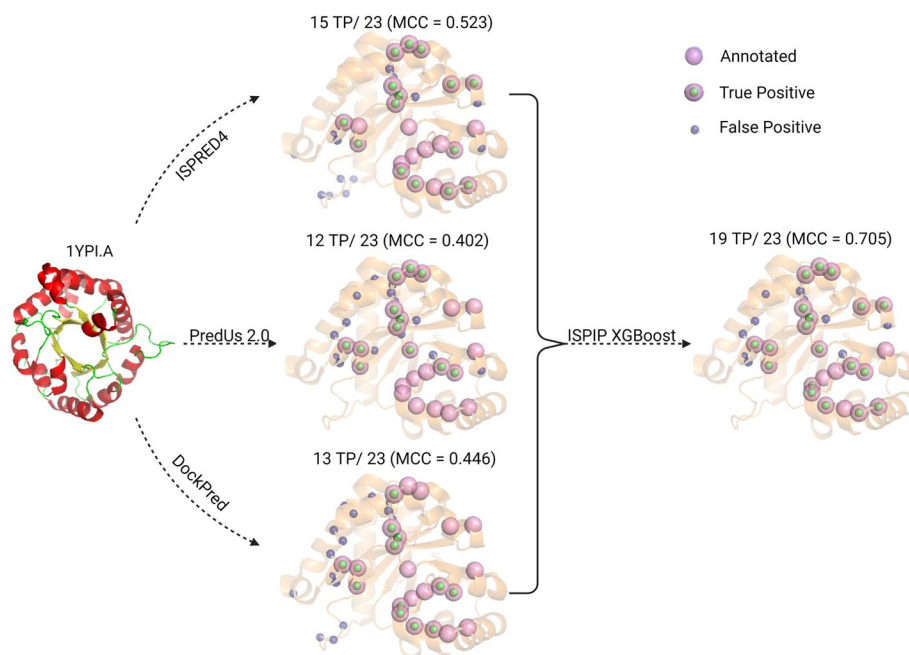 15 TP/ 23 (MCC = 0.523)
Annotated
True Positive
False Positive
ISPRED4
1YPI.A
12 TP/ 23 (MCC = 0.402)
19 TP/ 23 (MCC = 0.705)
PredUs 2.0
ISPIP XGBoost
13 TP/ 23 (MCC = 0.446)
DockPred